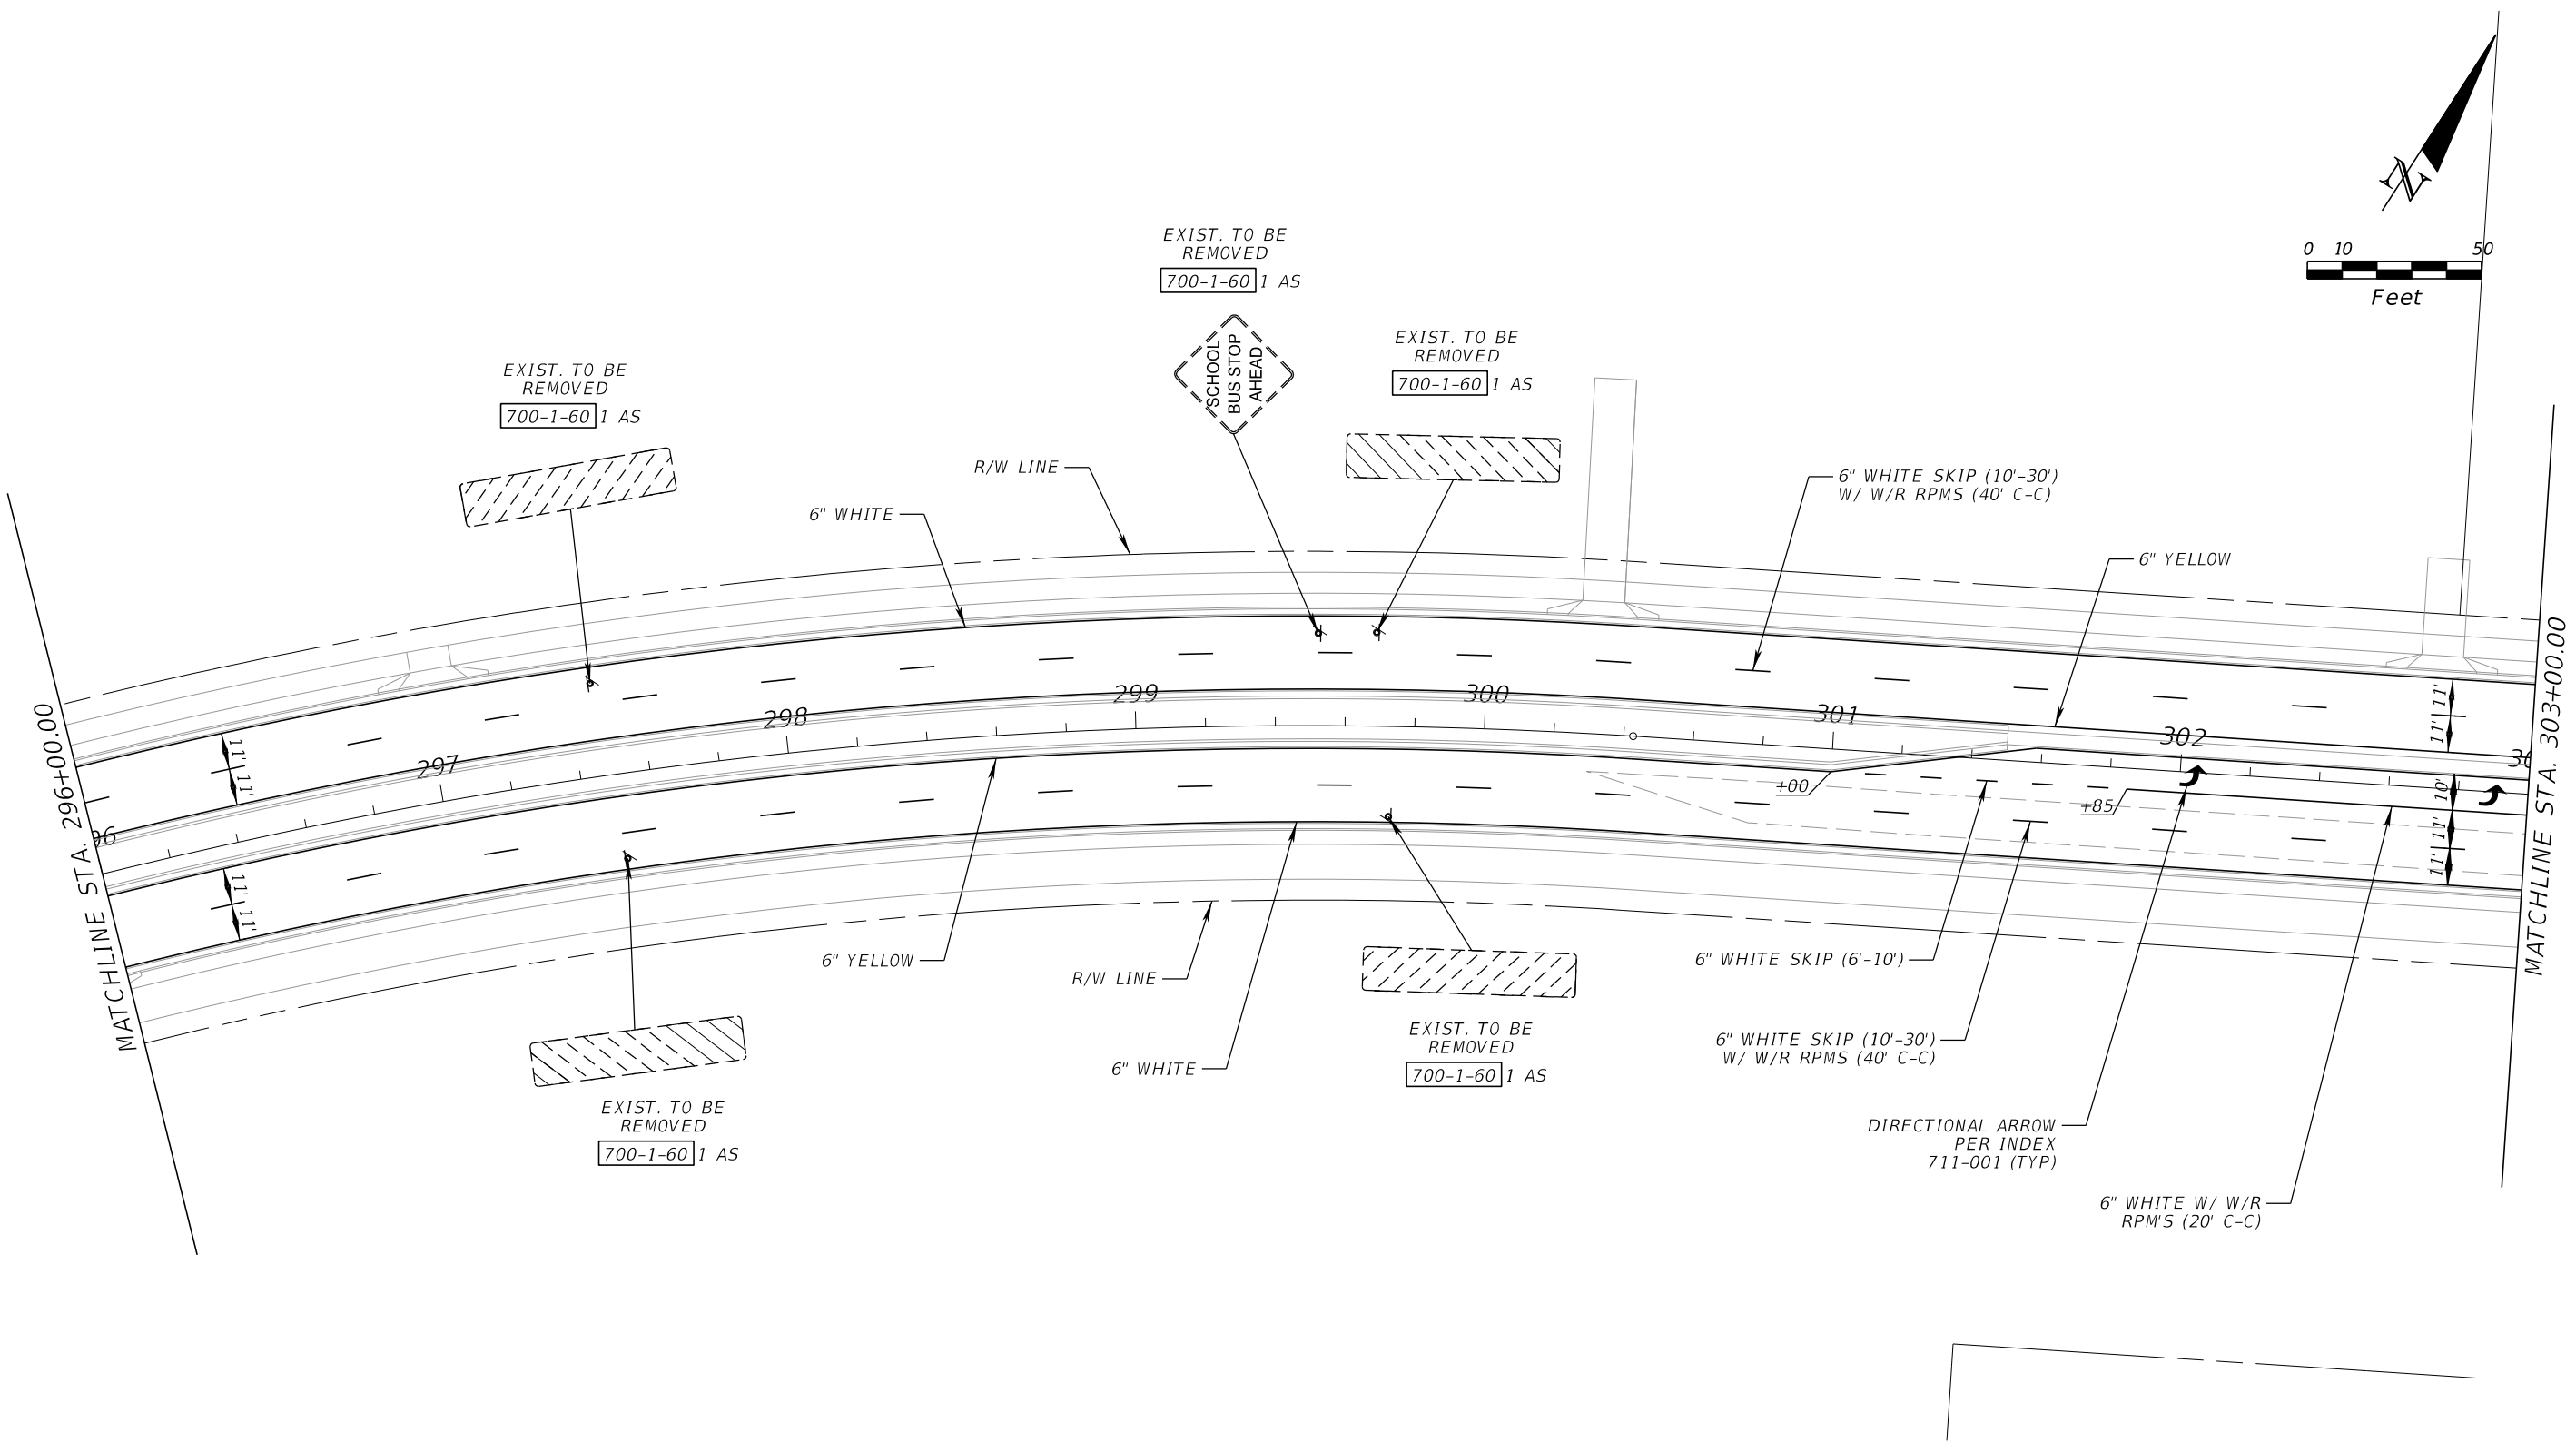 N
0 10 50
Feet
EXIST. TO BE
REMOVED
700-1-60 1 AS
SCHOOL
BUS STOP
AHEAD
EXIST. TO BE
REMOVED
700-1-60 1 AS
EXIST. TO BE
REMOVED
700-1-60 1 AS
R/W LINE
6" WHITE
6" WHITE SKIP (10'-30')
W/ W/R RPMS (40' C-C)
6" YELLOW
MATCHLINE STA. 296+00.00
MATCHLINE STA. 303+00.00
297
298
299
300
301
302
11'
11'
11'
11'
11'
11'
10'
11'
11'
+00
+85
6" YELLOW
R/W LINE
6" WHITE
6" WHITE SKIP (6'-10')
6" WHITE SKIP (10'-30')
W/ W/R RPMS (40' C-C)
DIRECTIONAL ARROW
PER INDEX
711-001 (TYP)
6" WHITE W/ W/R
RPM'S (20' C-C)
EXIST. TO BE
REMOVED
700-1-60 1 AS
EXIST. TO BE
REMOVED
700-1-60 1 AS